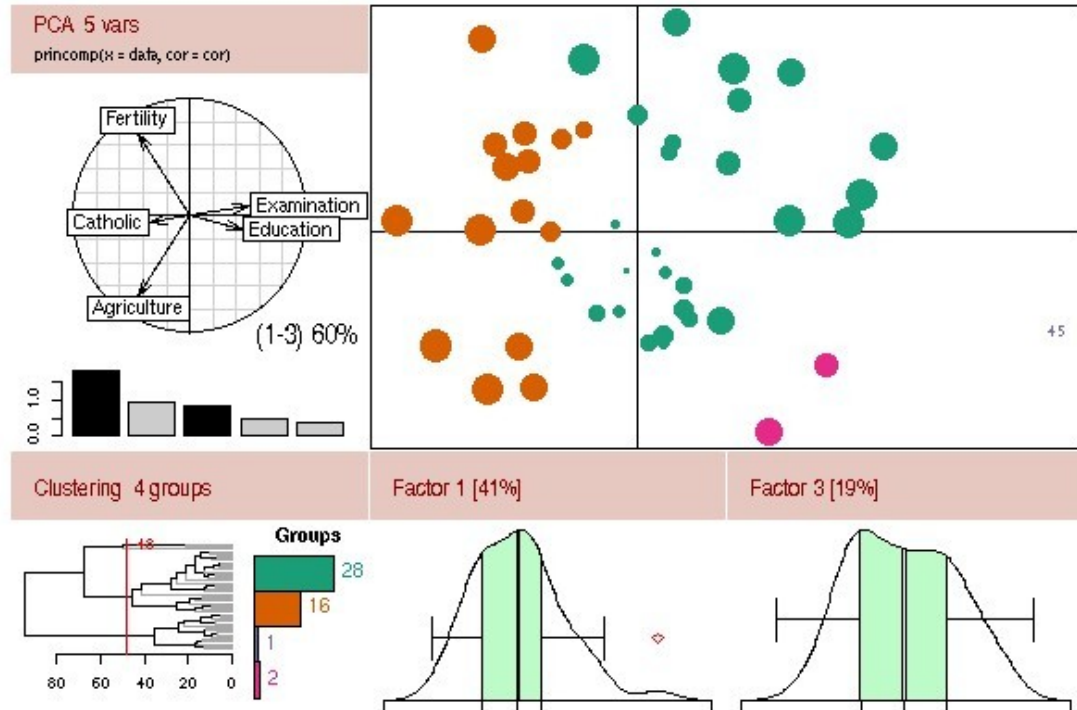 PCA 5 vars
princomp(x = data, cor = cor)
Fertility
Examination
Catholic
Education
Agriculture
(1-3) 60%
45
1.0
0.0
Clustering 4 groups
Factor 1 [41%]
Factor 3 [19%]
Groups
28
16
1
2
80 60 40 20 0